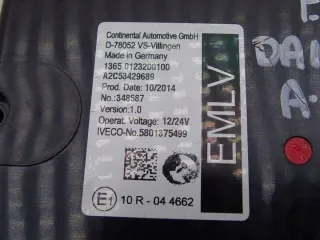 Continental Automotive GmbH
D-78052 VS-Villingen
Made in Germany
1365.0123200100
A2C53429689
Prod. Date: 10/2014
No.:348587
Version:1.0
Operat. Voltage: 12/24V
IVECO-No.5801375499
EMLV
E1
10 R - 04 4662